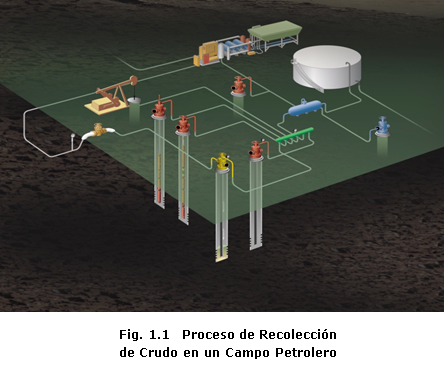 Fig. 1.1 Proceso de Recolección
de Crudo en un Campo Petrolero